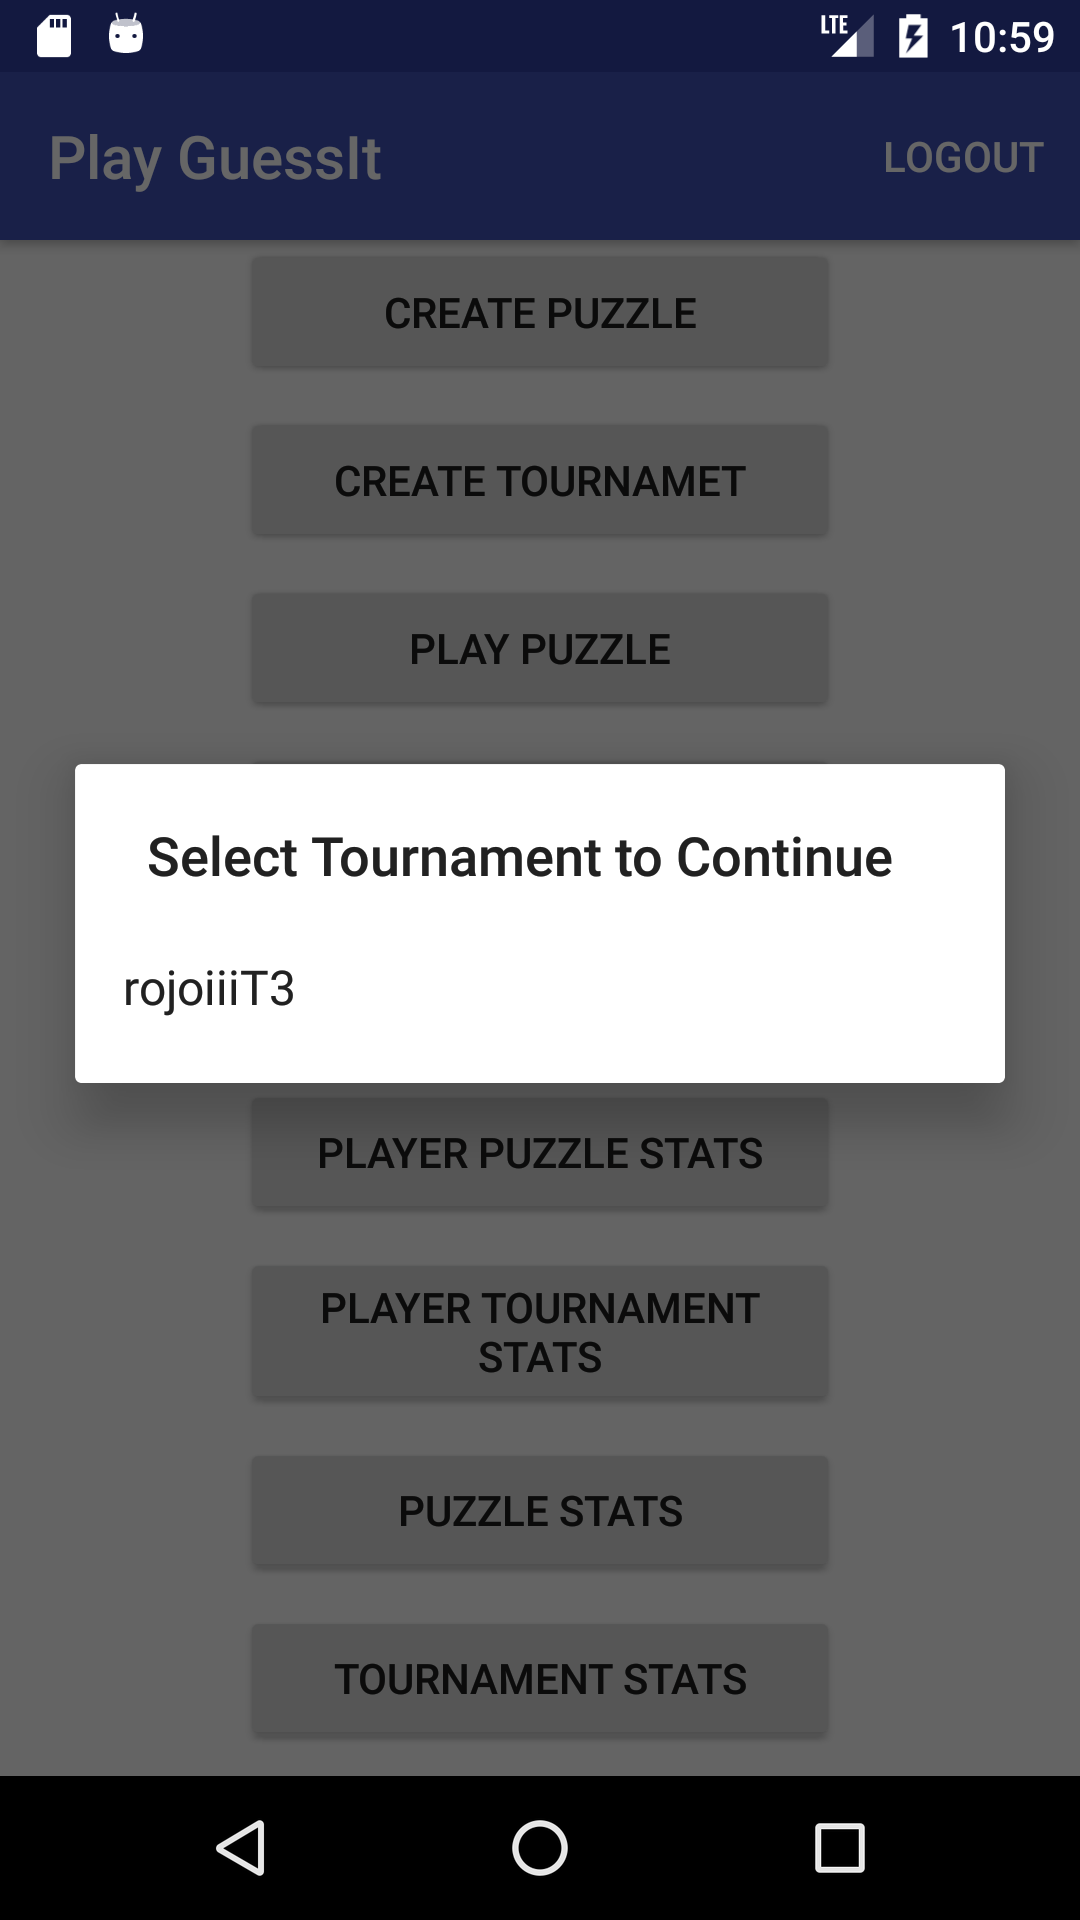 LTE 10:59
Play GuessIt LOGOUT
CREATE PUZZLE
CREATE TOURNAMET
PLAY PUZZLE
Select Tournament to Continue
rojoiiiT3
PLAYER PUZZLE STATS
PLAYER TOURNAMENT
STATS
PUZZLE STATS
TOURNAMENT STATS